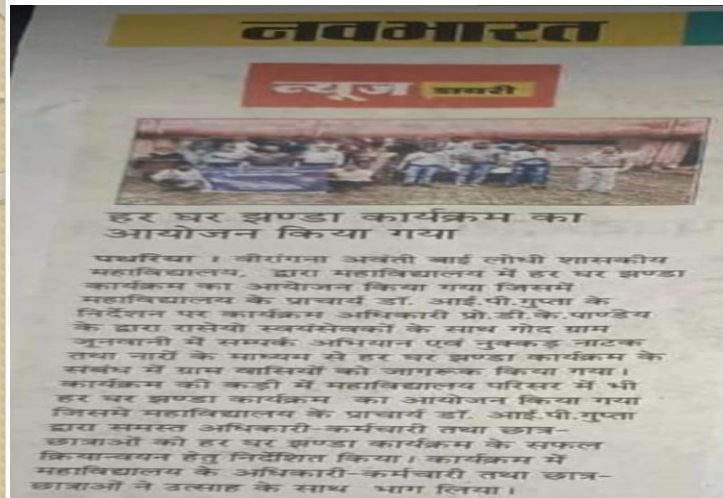 नवभारत
न्यूज डायरी
हर घर झण्डा कार्यक्रम का
आयोजन किया गया
पथरिया । वीरांगना अवंती बाई लोधी शासकीय
महाविद्यालय, द्वारा महाविद्यालय में हर घर झण्डा
कार्यक्रम का आयोजन किया गया जिसमें
महाविद्यालय के प्राचार्य डॉ. आई.पी.गुप्ता के
निर्देशन पर कार्यक्रम अधिकारी प्रो.डी.के.पाण्डेय
के द्वारा रासेयो स्वयंसेवकों के साथ गोद ग्राम
जूनवानी में सम्पर्क अभियान एवं नुक्कड़ नाटक
तथा नारों के माध्यम से हर घर झण्डा कार्यक्रम के
संबंध में ग्राम वासियों को जागरूक किया गया।
कार्यक्रम की कड़ी में महाविद्यालय परिसर में भी
हर घर झण्डा कार्यक्रम का आयोजन किया गया
जिसमे महाविद्यालय के प्राचार्य डॉ. आई.पी.गुप्ता
द्वारा समस्त अधिकारी-कर्मचारी तथा छात्र-
छात्राओं को हर घर झण्डा कार्यक्रम के सफल
क्रियान्वयन हेतु निर्देशित किया। कार्यक्रम में
महाविद्यालय के अधिकारी-कर्मचारी तथा छात्र-
छात्राओं ने उत्साह के साथ भाग लिया।